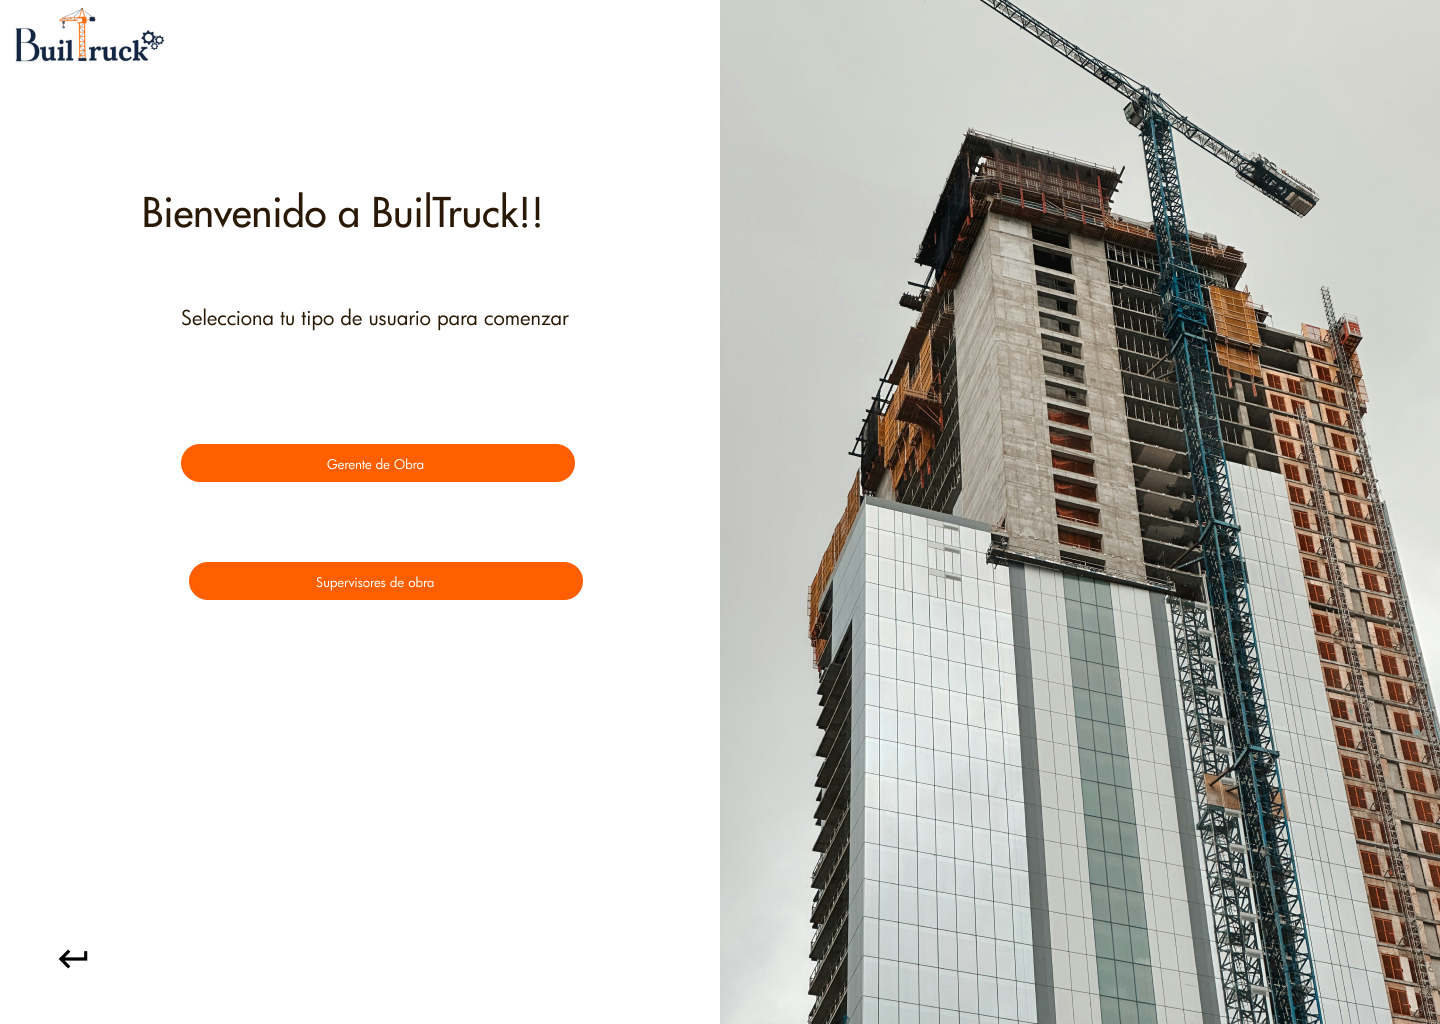 BuilTruck
Bienvenido a BuilTruck!!
Selecciona tu tipo de usuario para comenzar
Gerente de Obra
Supervisores de obra